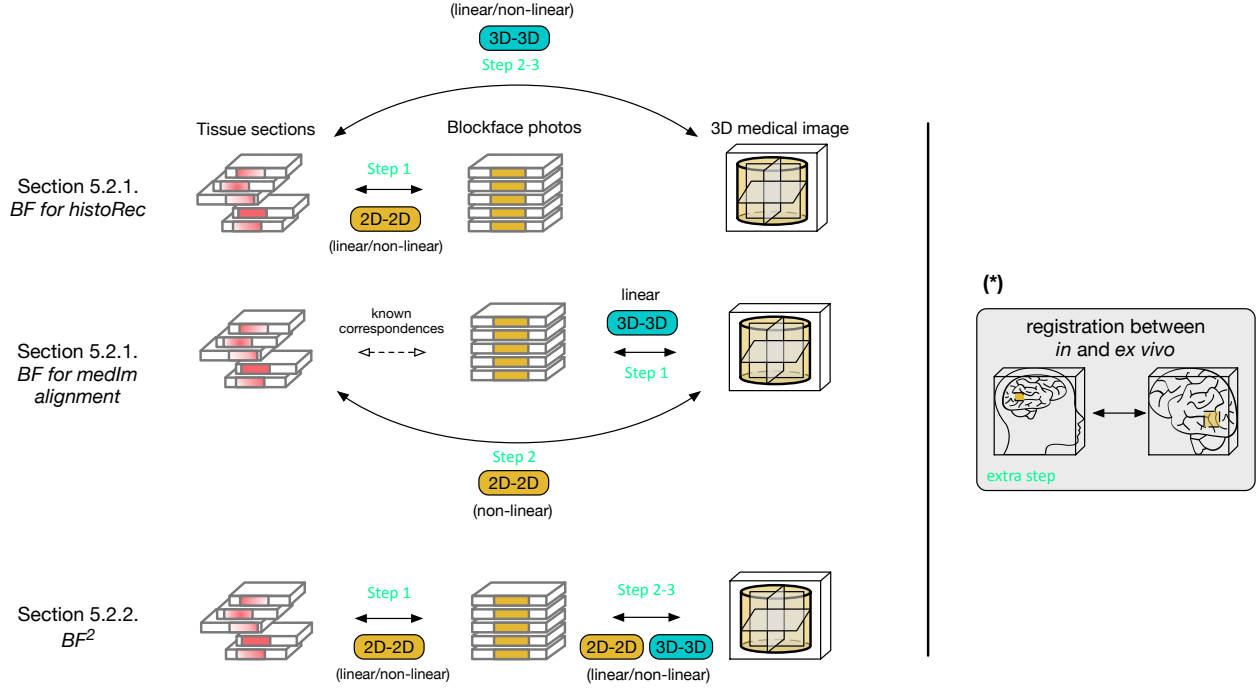 (linear/non-linear)
3D-3D
Step 2-3
Tissue sections
Blockface photos
3D medical image
Section 5.2.1.
BF for histoRec
Step 1
2D-2D
(linear/non-linear)
Section 5.2.1.
BF for medIm
alignment
known
correspondences
linear
3D-3D
Step 1
Step 2
2D-2D
(non-linear)
Section 5.2.2.
BF²
Step 1
2D-2D
(linear/non-linear)
Step 2-3
2D-2D
3D-3D
(linear/non-linear)
(*)
registration between
in and ex vivo
extra step